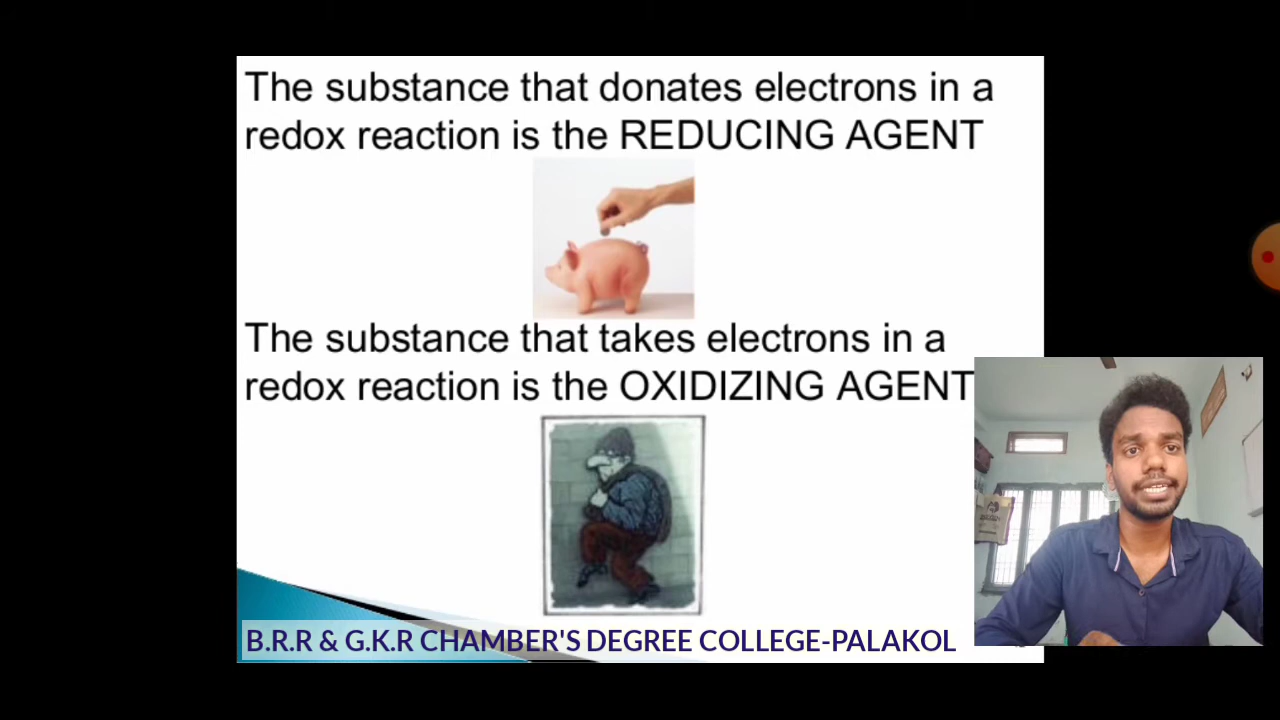 The substance that donates electrons in a
redox reaction is the REDUCING AGENT
The substance that takes electrons in a
redox reaction is the OXIDIZING AGENT
B.R.R & G.K.R CHAMBER'S DEGREE COLLEGE-PALAKOL